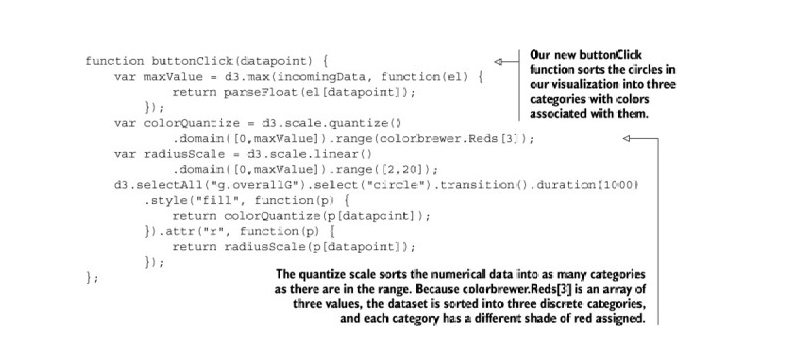 function buttonClick(datapoint) {
var maxValue = d3.max(incomingData, function(el) {
return parseFloat(el[datapoint]);
});
var colorQuantize = d3.scale.quantize()
.domain([0,maxValue]).range(colorbrewer.Reds[3]);
var radiusScale = d3.scale.linear()
.domain([0,maxValue]).range([2,20]);
d3.selectAll("g.overallG").select("circle").transition().duration(1000)
.style("fill", function(p) {
return colorQuantize(p[datapoint]);
}).attr("r", function(p) {
return radiusScale(p[datapoint]);
});
};
Our new buttonClick
function sorts the circles in
our visualization into three
categories with colors
associated with them.
The quantize scale sorts the numerical data into as many categories
as there are in the range. Because colorbrewer.Reds[3] is an array of
three values, the dataset is sorted into three discrete categories,
and each category has a different shade of red assigned.